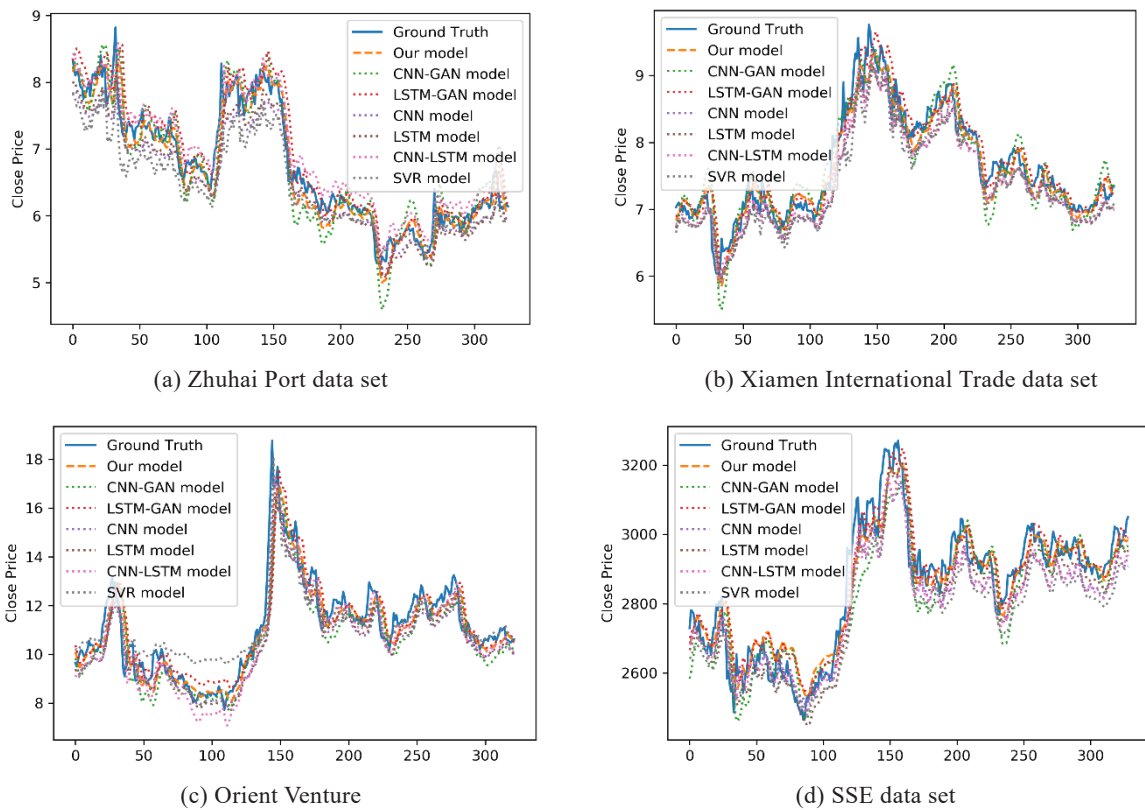 9
8
7
6
5
Close Price
0
50
100
150
200
250
300
Ground Truth
Our model
CNN-GAN model
LSTM-GAN model
CNN model
LSTM model
CNN-LSTM model
SVR model
(a) Zhuhai Port data set
9
8
7
6
Close Price
0
50
100
150
200
250
300
Ground Truth
Our model
CNN-GAN model
LSTM-GAN model
CNN model
LSTM model
CNN-LSTM model
SVR model
(b) Xiamen International Trade data set
18
16
14
12
10
8
Close Price
0
50
100
150
200
250
300
Ground Truth
Our model
CNN-GAN model
LSTM-GAN model
CNN model
LSTM model
CNN-LSTM model
SVR model
(c) Orient Venture
3200
3000
2800
2600
Close Price
0
50
100
150
200
250
300
Ground Truth
Our model
CNN-GAN model
LSTM-GAN model
CNN model
LSTM model
CNN-LSTM model
SVR model
(d) SSE data set